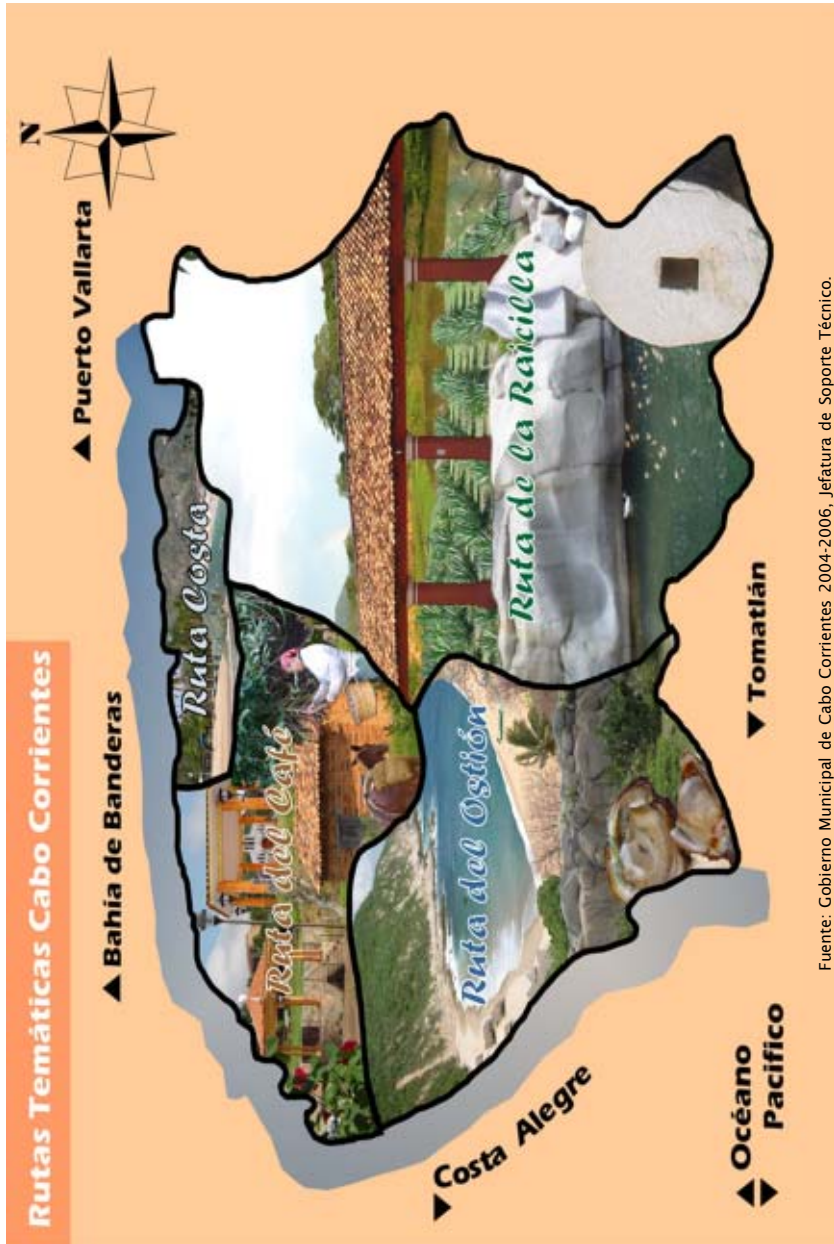 Rutas Temáticas Cabo Corrientes
N
Puerto Vallarta
Bahía de Banderas
Ruta Costa
Ruta del Café
Ruta de la Raicilla
Ruta del Ostión
Costa Alegre
Tomatlán
Océano
Pacifico
Fuente: Gobierno Municipal de Cabo Corrientes 2004-2006, Jefatura de Soporte Técnico.